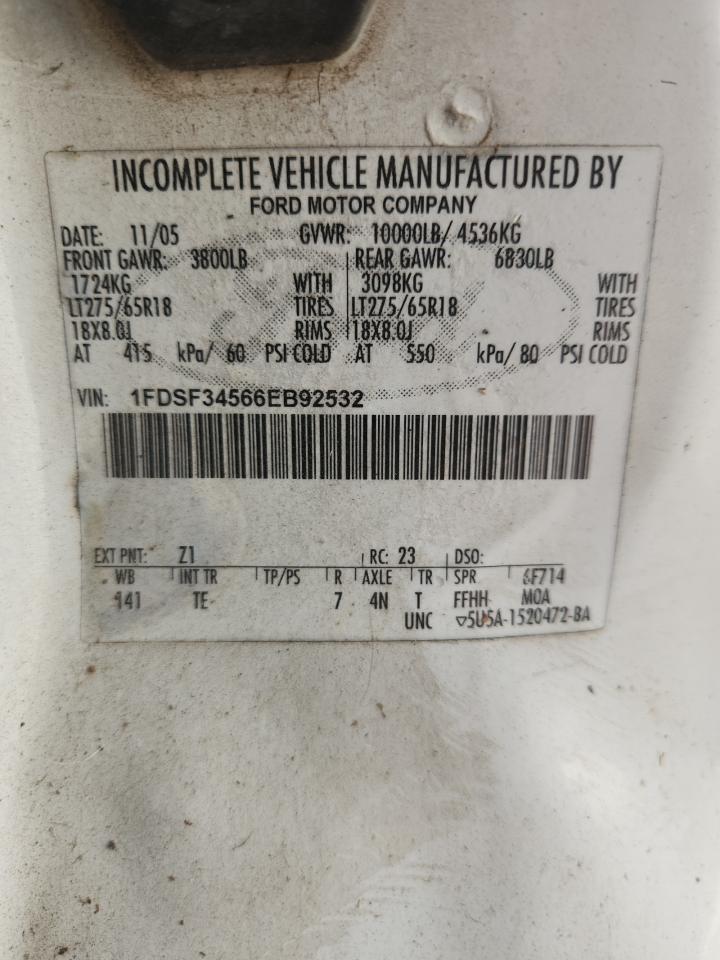 INCOMPLETE VEHICLE MANUFACTURED BY
FORD MOTOR COMPANY
DATE: 11/05 GVWR: 10000LB/ 4536KG
FRONT GAWR: 3800LB REAR GAWR: 6830LB
1724KG WITH 3098KG WITH
LT275/65R18 TIRES LT275/65R18 TIRES
18X8.0J RIMS 18X8.0J RIMS
AT 415 kPa/ 60 PSI COLD AT 550 kPa/ 80 PSI COLD
VIN: 1FDSF34566EB92532
EXT PNT: Z1 RC: 23 DSO:
WB INT TR TP/PS R AXLE TR SPR 6F714
141 TE 7 4N T FFHH MOA
UNC ▽5U5A-1520472-BA